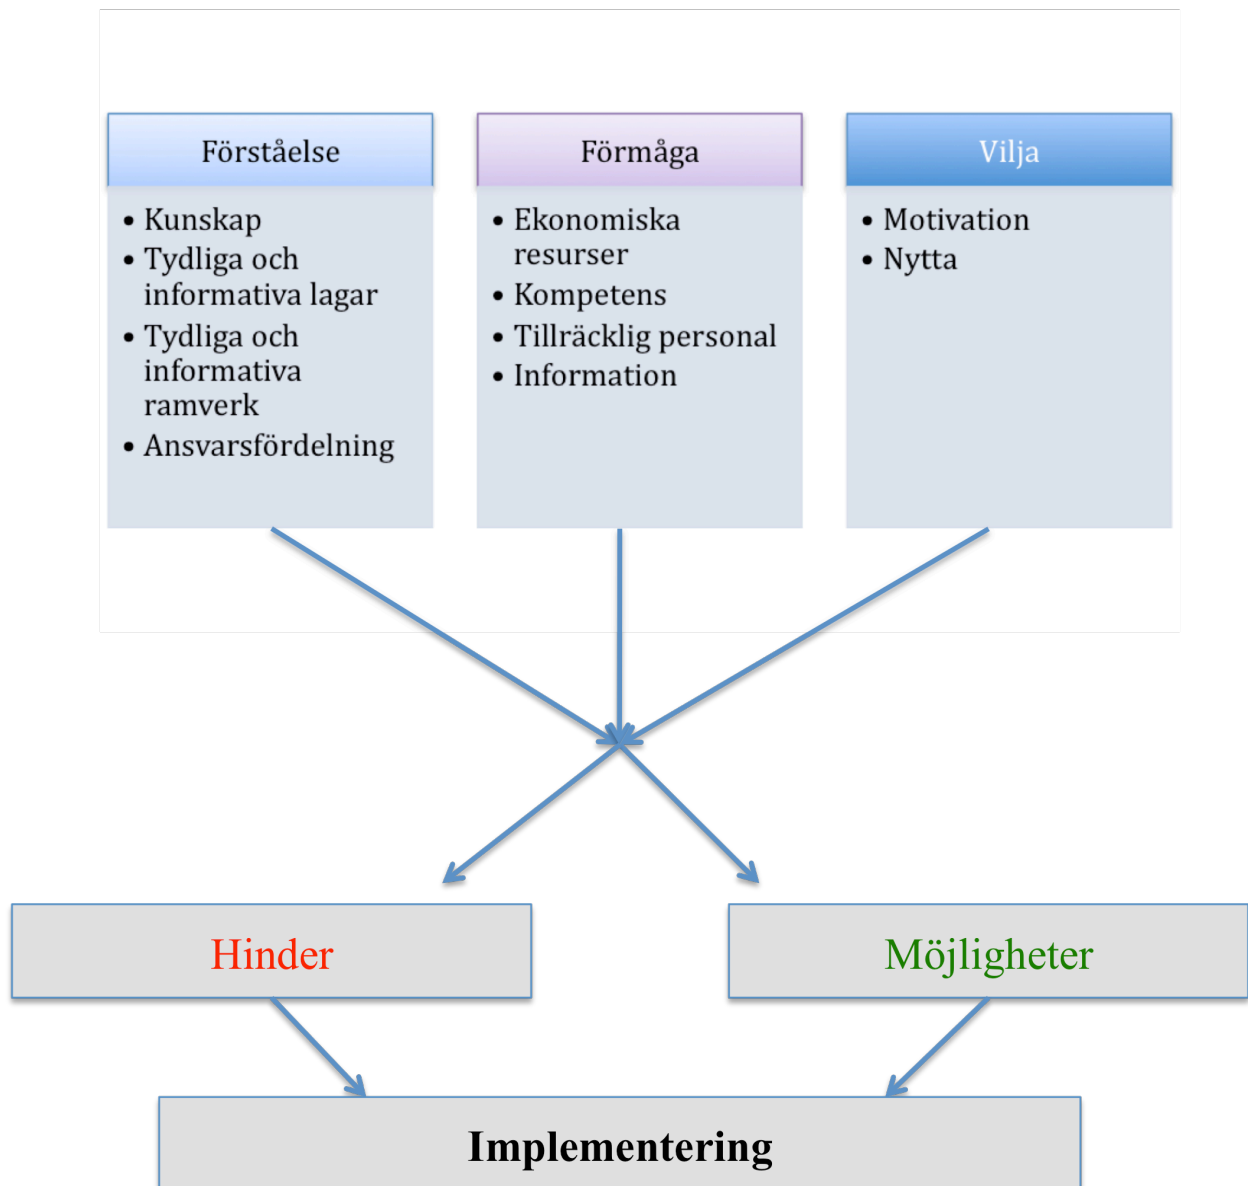 Förståelse
• Kunskap
• Tydliga och
informativa lagar
• Tydliga och
informativa
ramverk
• Ansvarsfördelning
Förmåga
• Ekonomiska
resurser
• Kompetens
• Tillräcklig personal
• Information
Vilja
• Motivation
• Nytta
Hinder
Möjligheter
Implementering